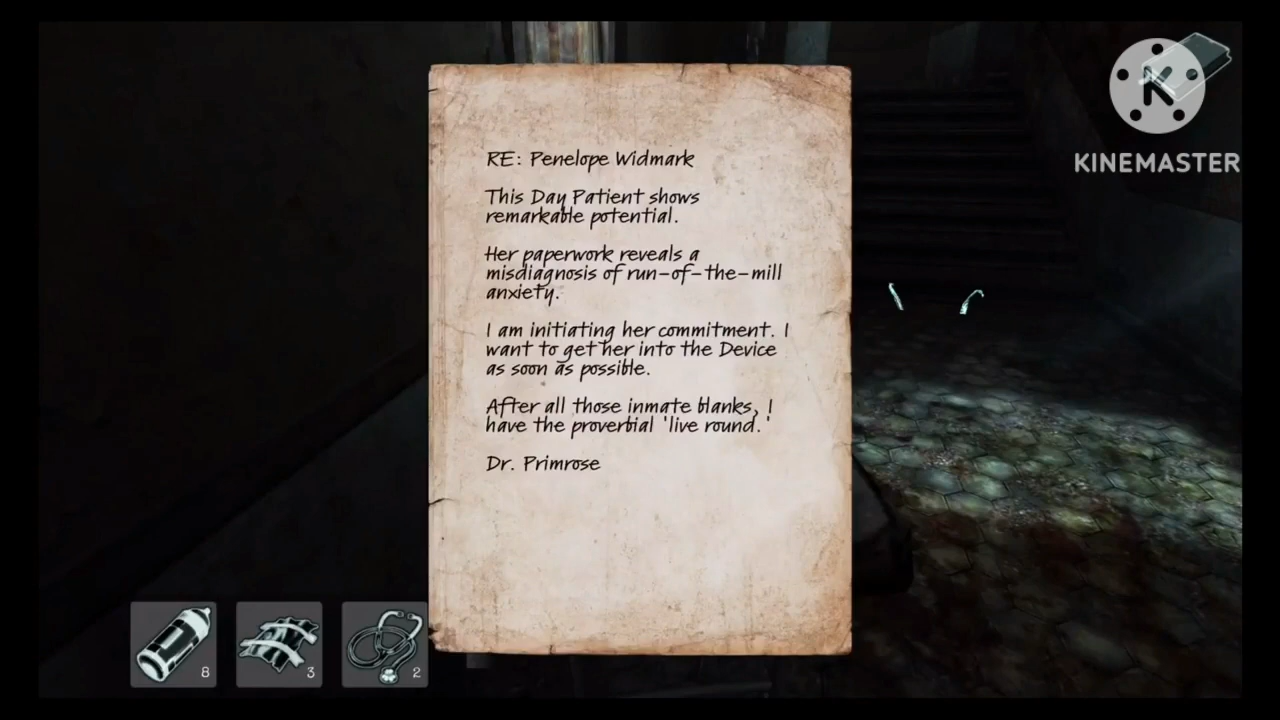 KINEMASTER
RE: Penelope Widmark
This Day Patient shows
remarkable potential.
Her paperwork reveals a
misdiagnosis of run-of-the-mill
anxiety.
I am initiating her commitment. I
want to get her into the Device
as soon as possible.
After all those inmate blanks, I
have the proverbial 'live round.'
Dr. Primrose
8
3
2